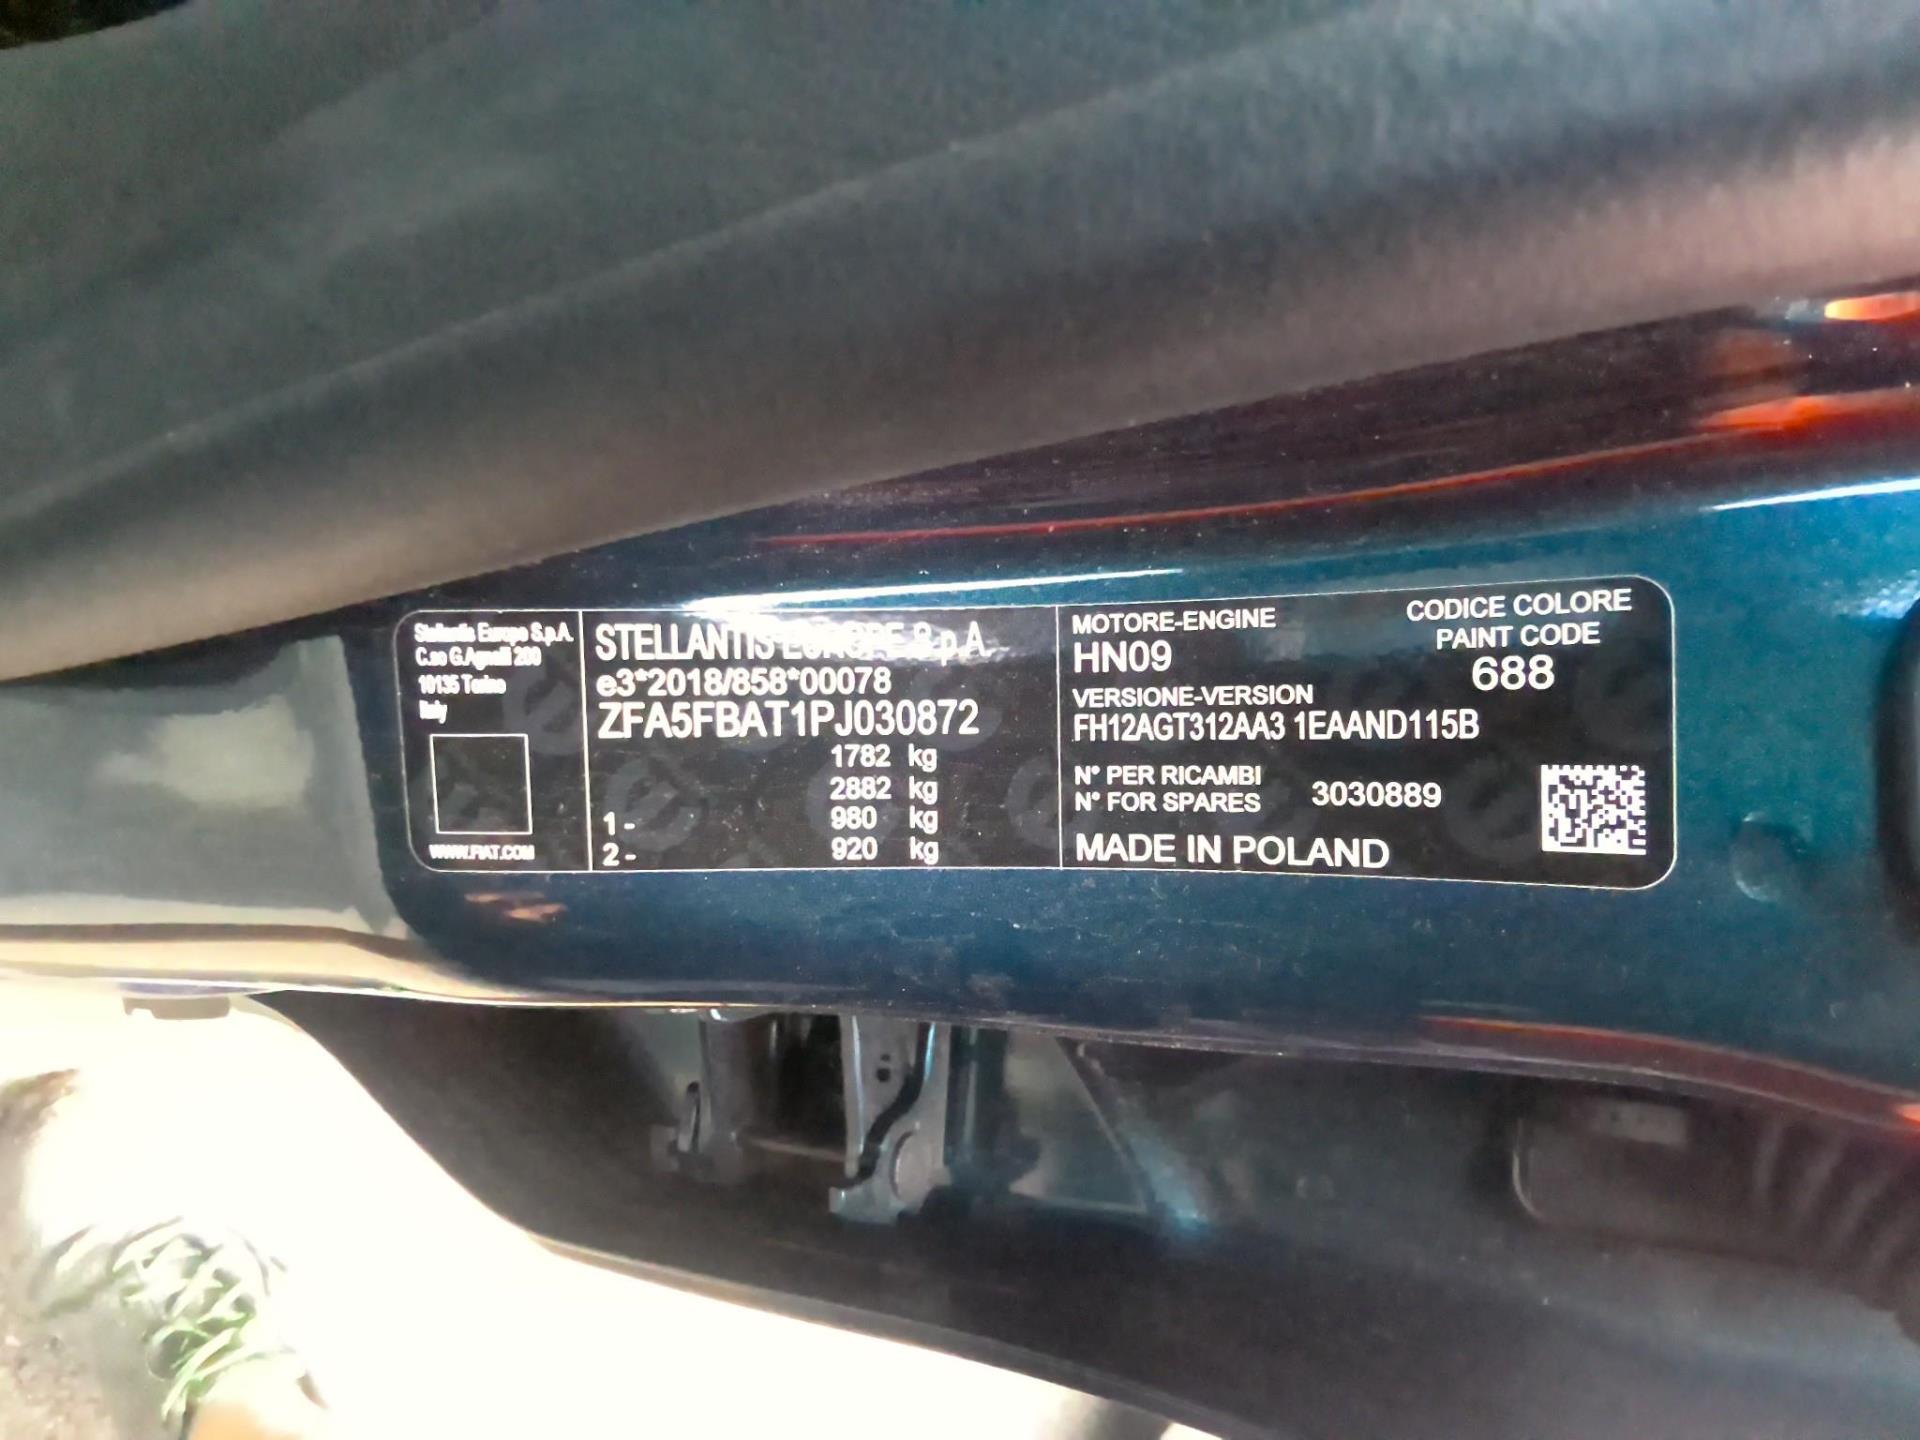 Stellantis Europe S.p.A.
C.so G.Agnelli 200
10135 Torino
Italy
WWW.FIAT.COM
STELLANTIS EUROPE S.p.A.
e3*2018/858*00078
ZFA5FBAT1PJ030872
1782 kg
2882 kg
1- 980 kg
2- 920 kg
MOTORE-ENGINE
HN09
VERSIONE-VERSION
FH12AGT312AA3 1EAAND115B
N° PER RICAMBI
N° FOR SPARES 3030889
MADE IN POLAND
CODICE COLORE
PAINT CODE
688